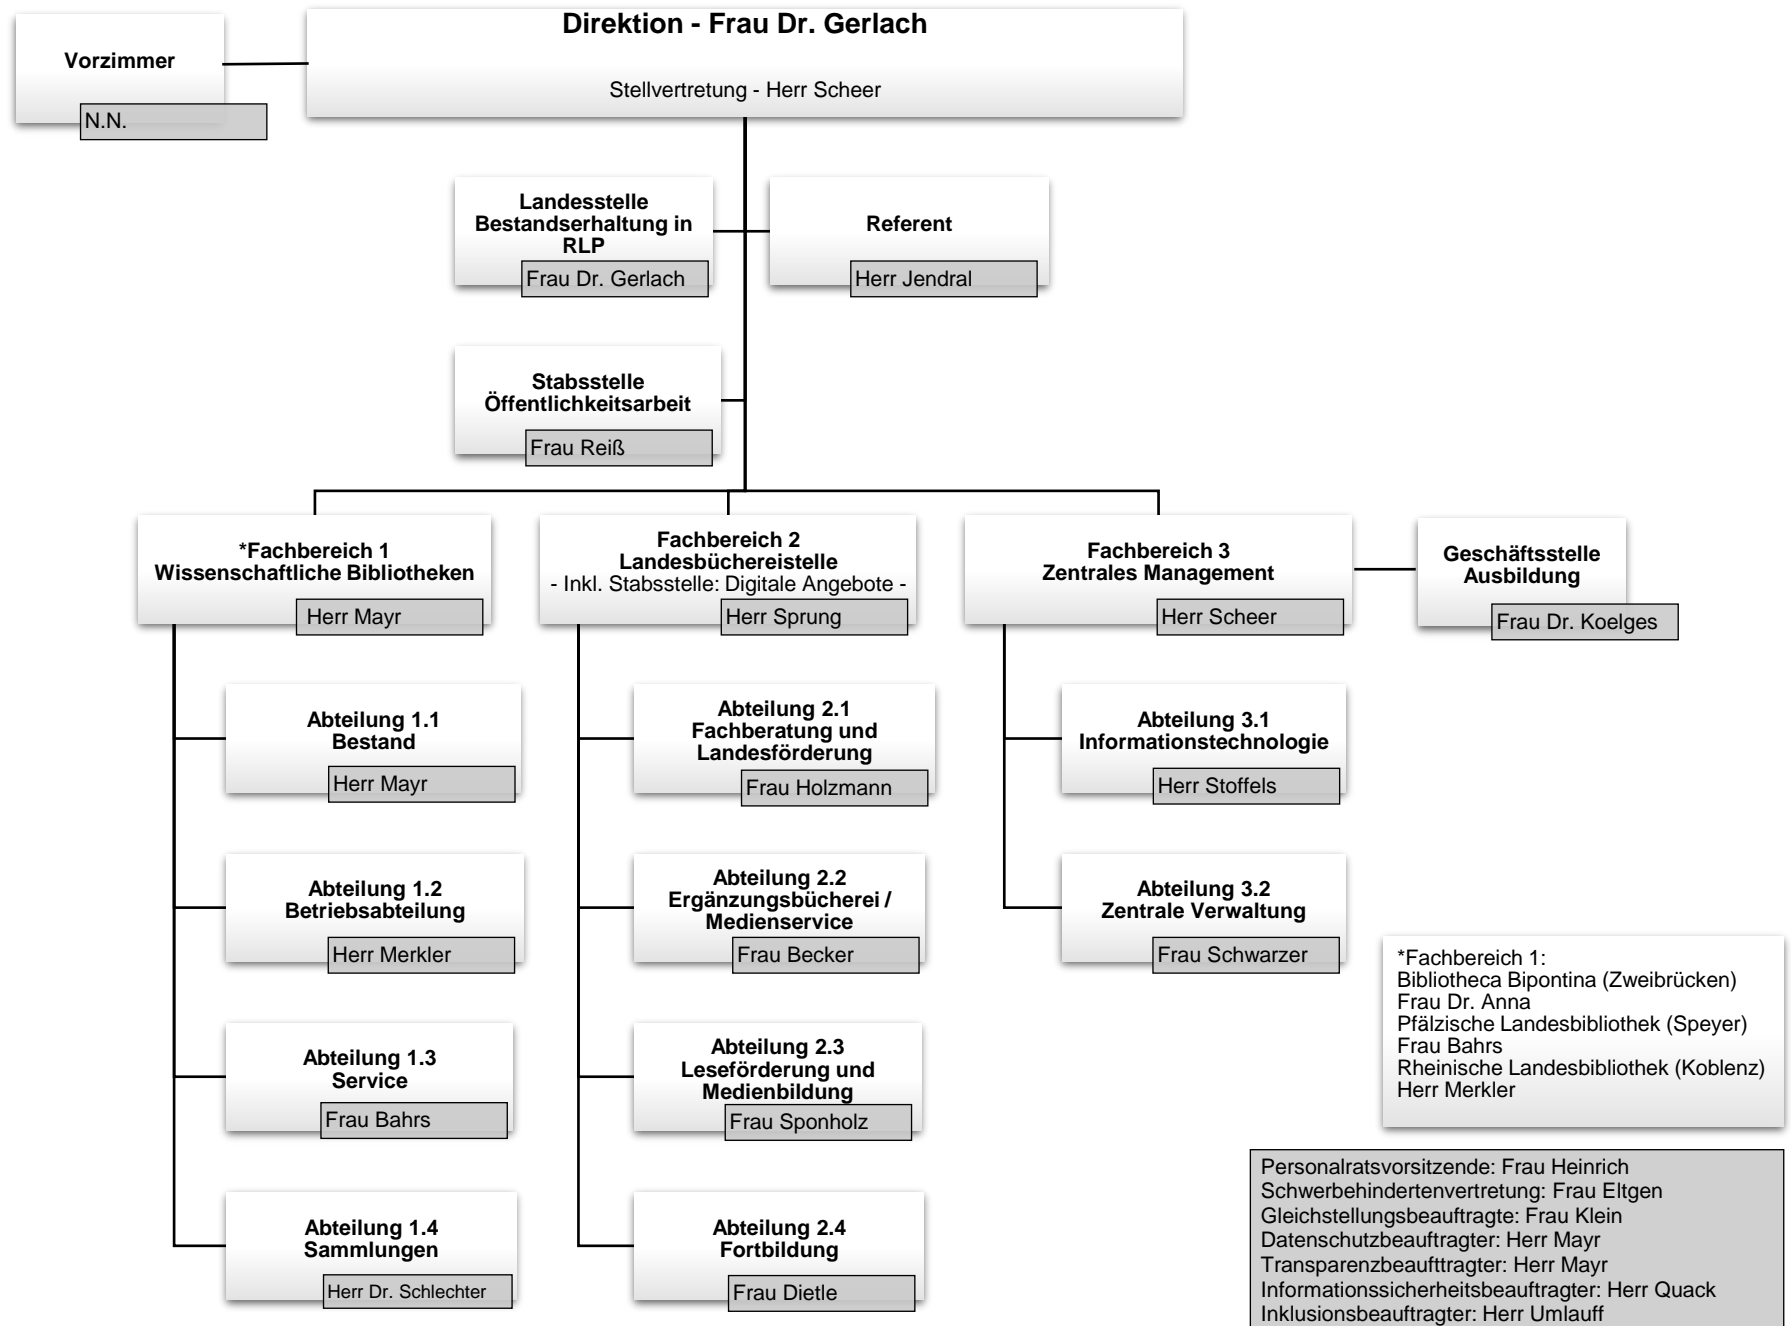 Direktion - Frau Dr. Gerlach
Stellvertretung - Herr Scheer
Vorzimmer
N.N.
Landesstelle
Bestandserhaltung in
RLP
Frau Dr. Gerlach
Referent
Herr Jendral
Stabsstelle
Öffentlichkeitsarbeit
Frau Reiß
*Fachbereich 1
Wissenschaftliche Bibliotheken
Herr Mayr
Abteilung 1.1
Bestand
Herr Mayr
Abteilung 1.2
Betriebsabteilung
Herr Merkler
Abteilung 1.3
Service
Frau Bahrs
Abteilung 1.4
Sammlungen
Herr Dr. Schlechter
Fachbereich 2
Landesbüchereistelle
- Inkl. Stabsstelle: Digitale Angebote -
Herr Sprung
Abteilung 2.1
Fachberatung und
Landesförderung
Frau Holzmann
Abteilung 2.2
Ergänzungsbücherei /
Medienservice
Frau Becker
Abteilung 2.3
Leseförderung und
Medienbildung
Frau Sponholz
Abteilung 2.4
Fortbildung
Frau Dietle
Fachbereich 3
Zentrales Management
Herr Scheer
Geschäftsstelle
Ausbildung
Frau Dr. Koelges
Abteilung 3.1
Informationstechnologie
Herr Stoffels
Abteilung 3.2
Zentrale Verwaltung
Frau Schwarzer
*Fachbereich 1:
Bibliotheca Bipontina (Zweibrücken)
Frau Dr. Anna
Pfälzische Landesbibliothek (Speyer)
Frau Bahrs
Rheinische Landesbibliothek (Koblenz)
Herr Merkler
Personalratsvorsitzende: Frau Heinrich
Schwerbehindertenvertretung: Frau Eltgen
Gleichstellungsbeauftragte: Frau Klein
Datenschutzbeauftragter: Herr Mayr
Transparenzbeaufttragter: Herr Mayr
Informationssicherheitsbeauftragter: Herr Quack
Inklusionsbeauftragter: Herr Umlauff